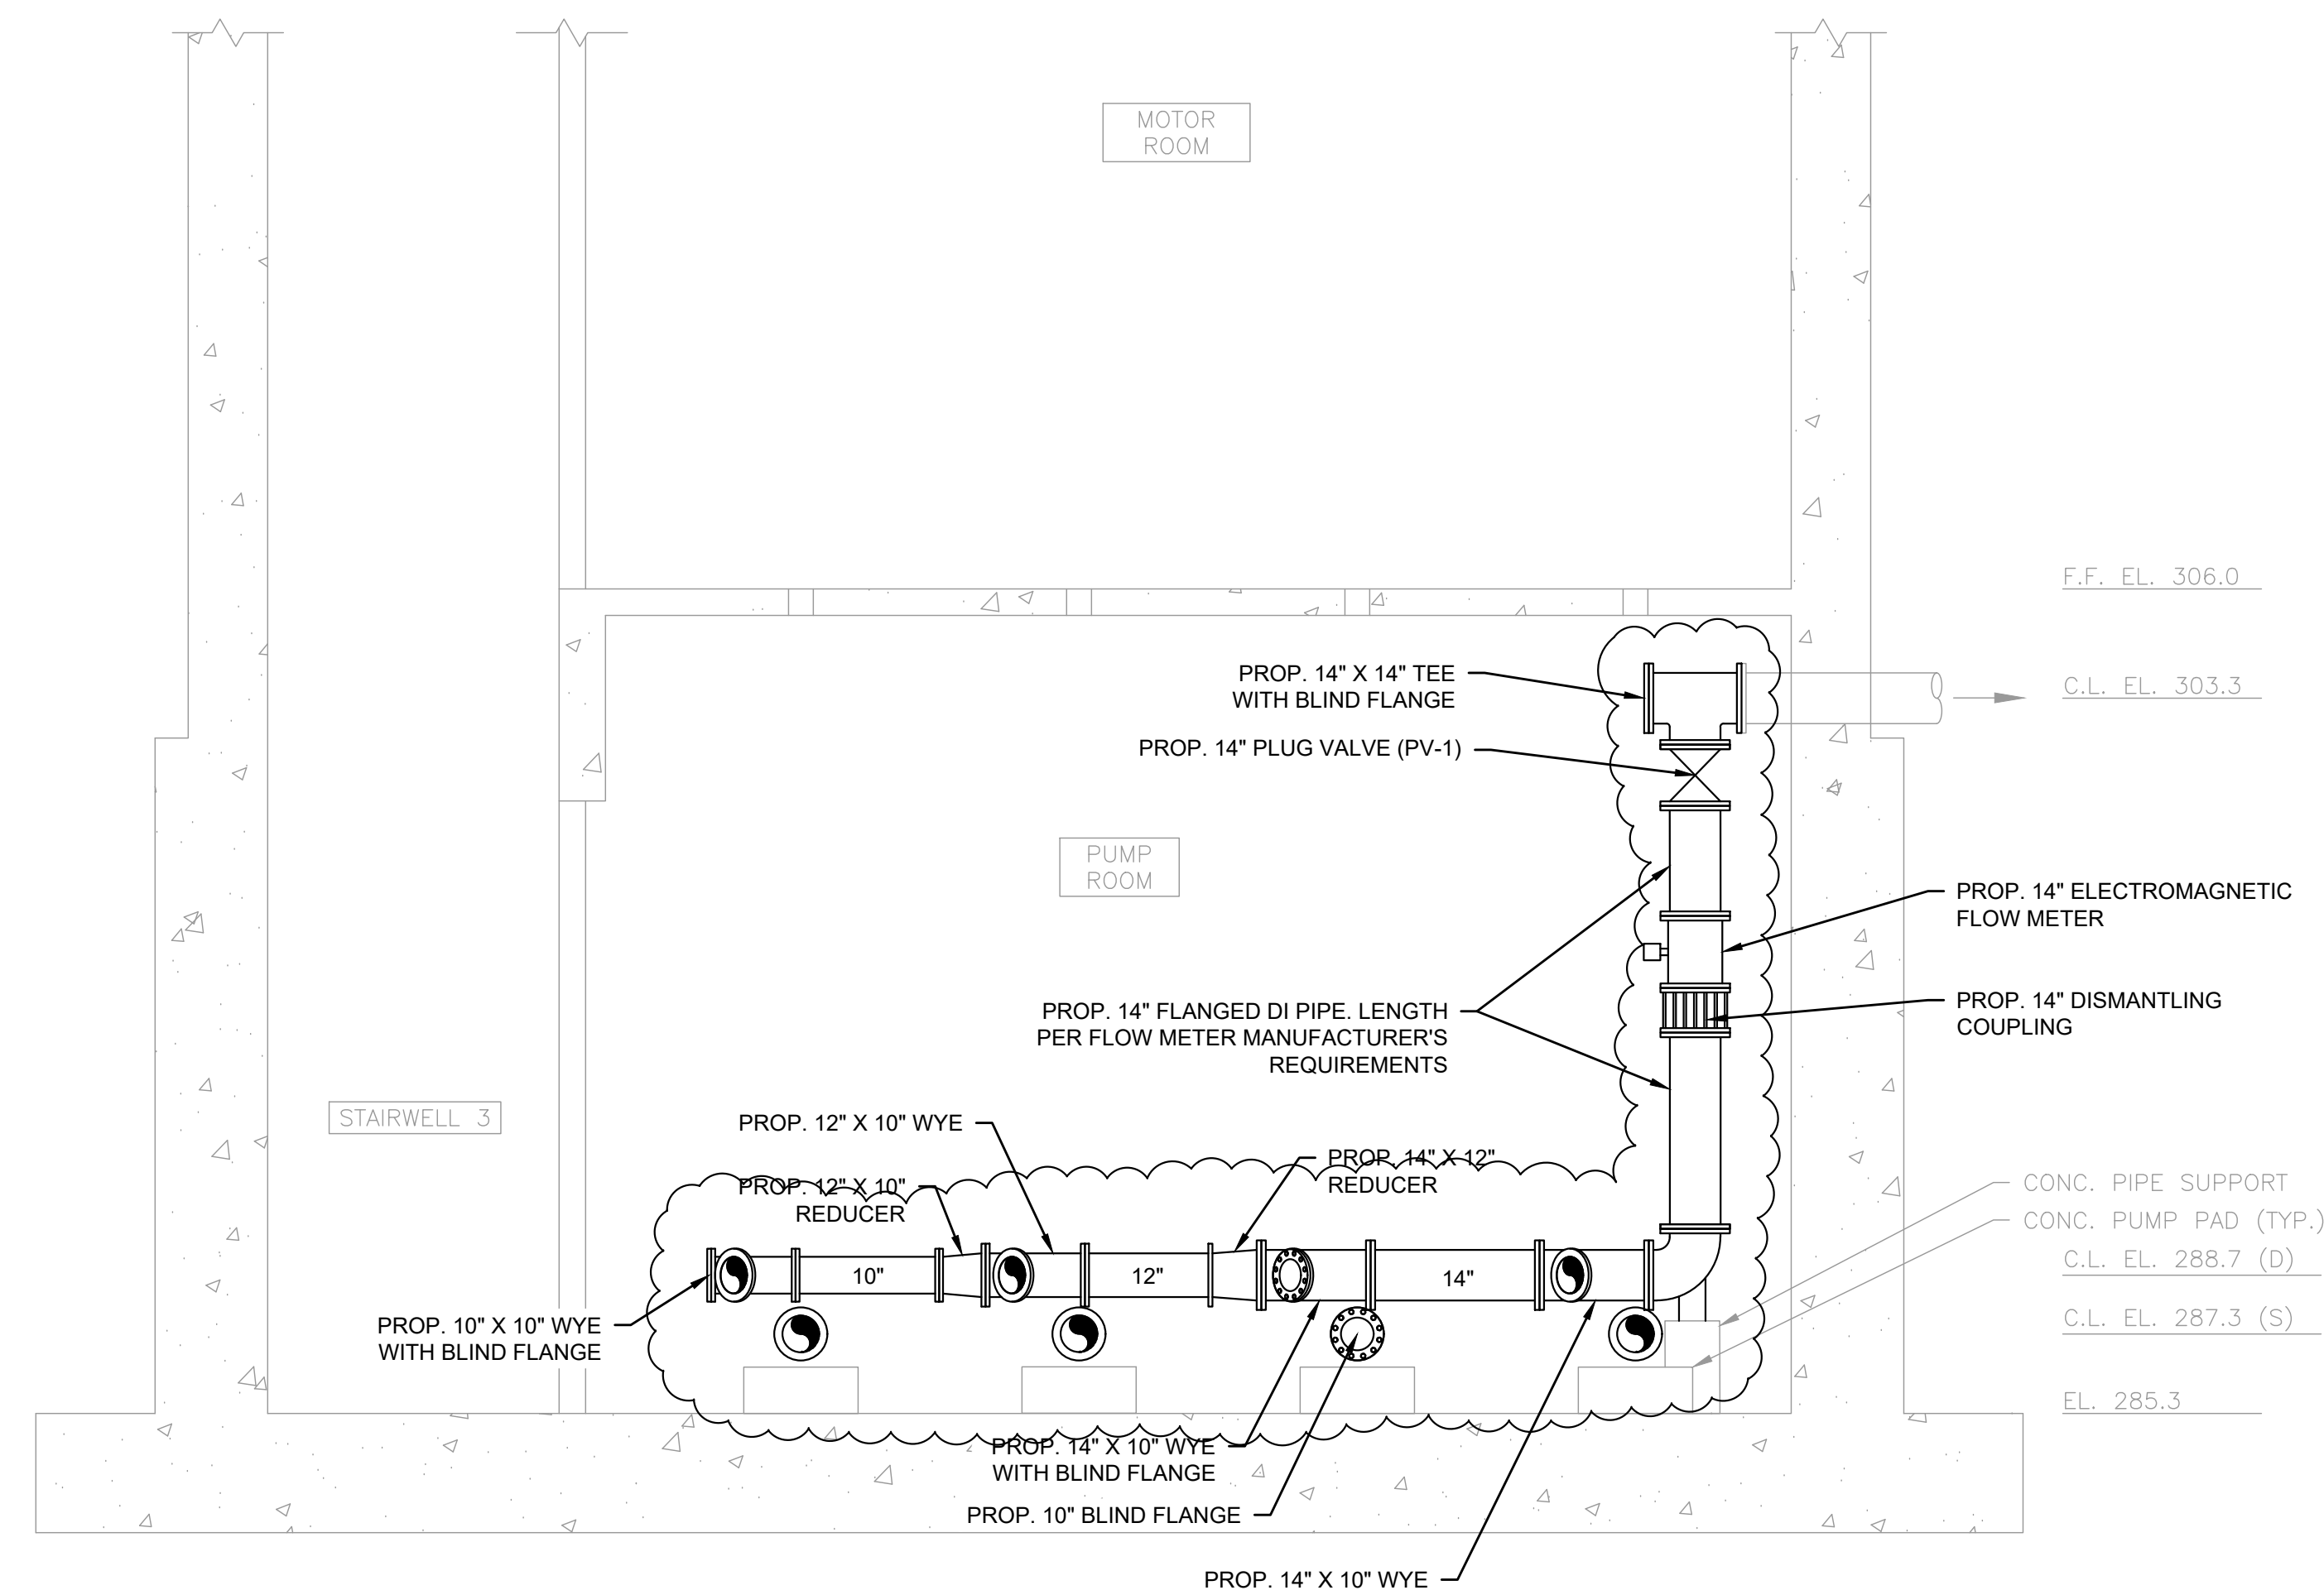 MOTOR
ROOM
F.F. EL. 306.0
PROP. 14" X 14" TEE
WITH BLIND FLANGE
C.L. EL. 303.3
PROP. 14" PLUG VALVE (PV-1)
PUMP
ROOM
PROP. 14" ELECTROMAGNETIC
FLOW METER
PROP. 14" FLANGED DI PIPE. LENGTH
PER FLOW METER MANUFACTURER'S
REQUIREMENTS
PROP. 14" DISMANTLING
COUPLING
STAIRWELL 3
PROP. 12" X 10" WYE
PROP. 12" X 10"
REDUCER
PROP. 14" X 12"
REDUCER
CONC. PIPE SUPPORT
CONC. PUMP PAD (TYP.)
C.L. EL. 288.7 (D)
10"
12"
14"
C.L. EL. 287.3 (S)
PROP. 10" X 10" WYE
WITH BLIND FLANGE
EL. 285.3
PROP. 14" X 10" WYE
WITH BLIND FLANGE
PROP. 10" BLIND FLANGE
PROP. 14" X 10" WYE